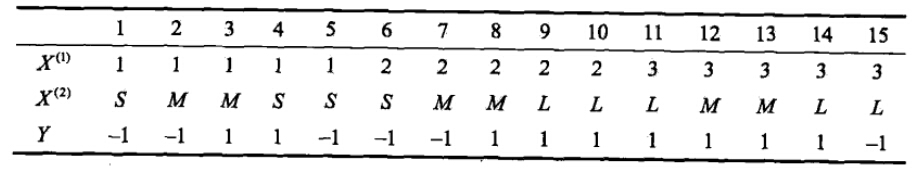 1 2 3 4 5 6 7 8 9 10 11 12 13 14 15
X⁽¹⁾ 1 1 1 1 1 2 2 2 2 2 3 3 3 3 3
X⁽²⁾ S M M S S S M M L L L M M L L
Y −1 −1 1 1 −1 −1 −1 1 1 1 1 1 1 1 −1